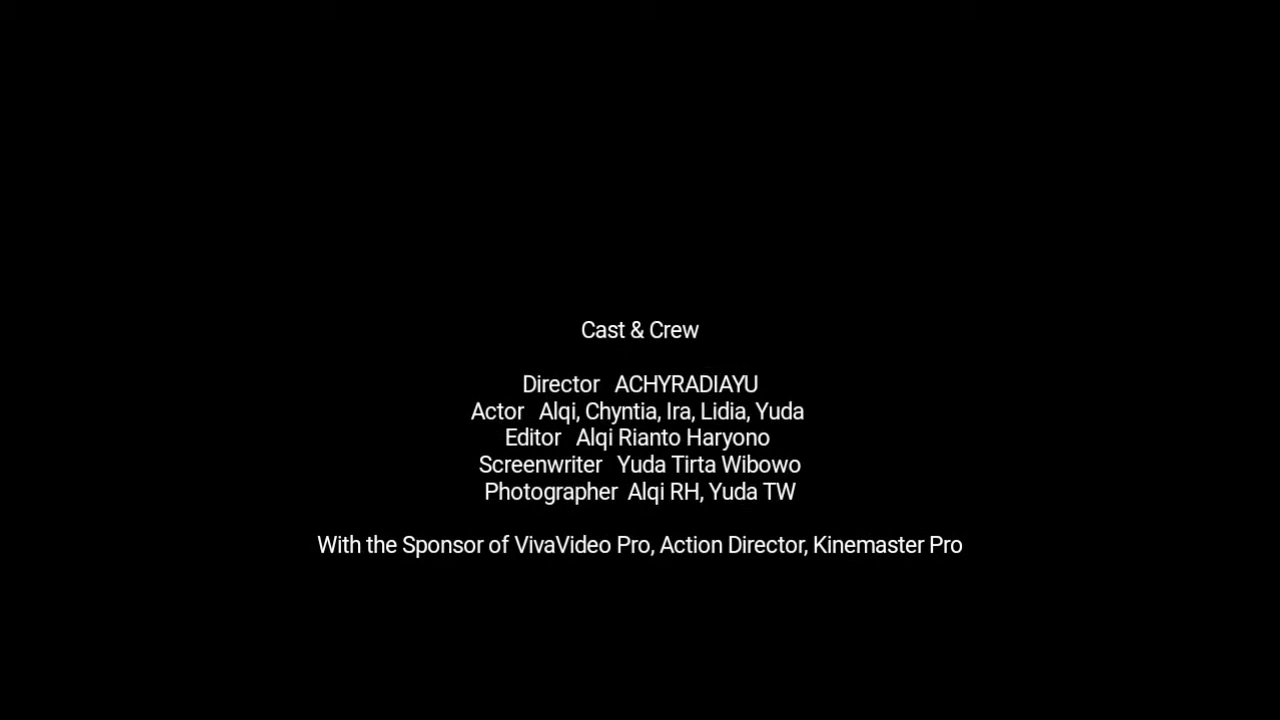 Cast & Crew
Director ACHYRADIAYU
Actor Alqi, Chyntia, Ira, Lidia, Yuda
Editor Alqi Rianto Haryono
Screenwriter Yuda Tirta Wibowo
Photographer Alqi RH, Yuda TW
With the Sponsor of VivaVideo Pro, Action Director, Kinemaster Pro